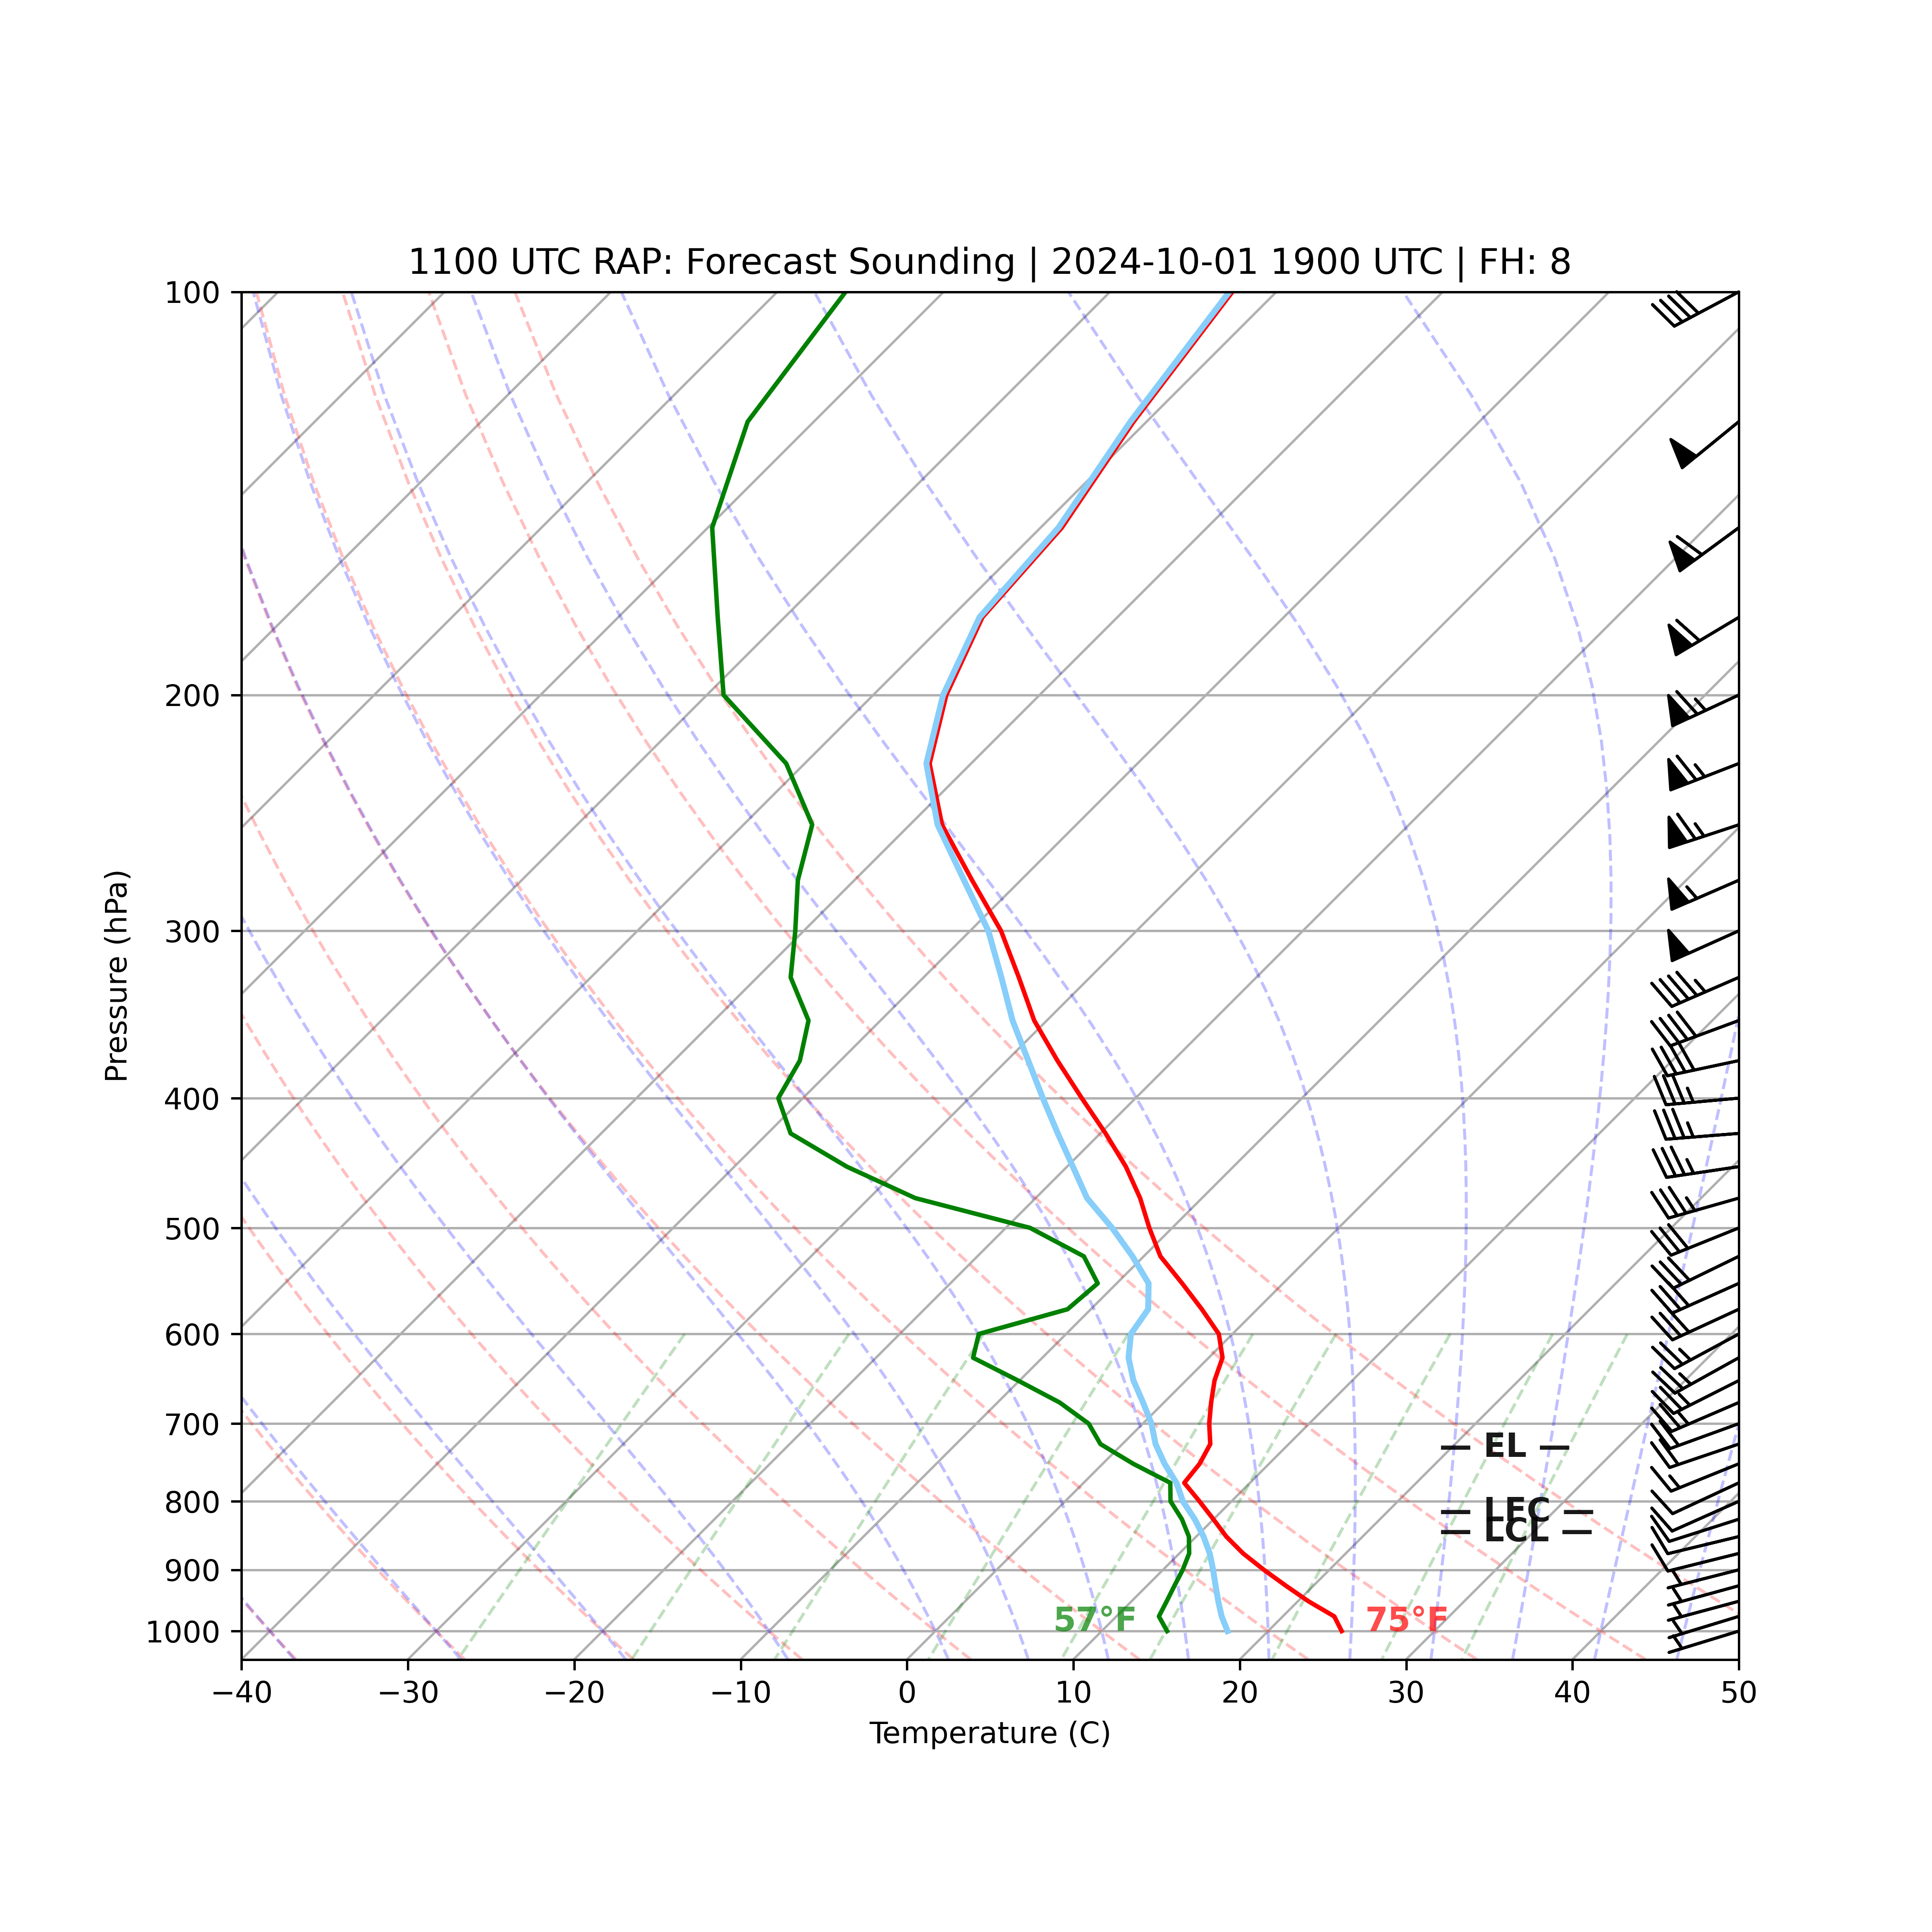 1100 UTC RAP: Forecast Sounding | 2024-10-01 1900 UTC | FH: 8
100
200
300
400
500
600
700
800
900
1000
Pressure (hPa)
— EL —
— LFC —
— LCL —
57°F
75°F
−40 −30 −20 −10 0 10 20 30 40 50
Temperature (C)